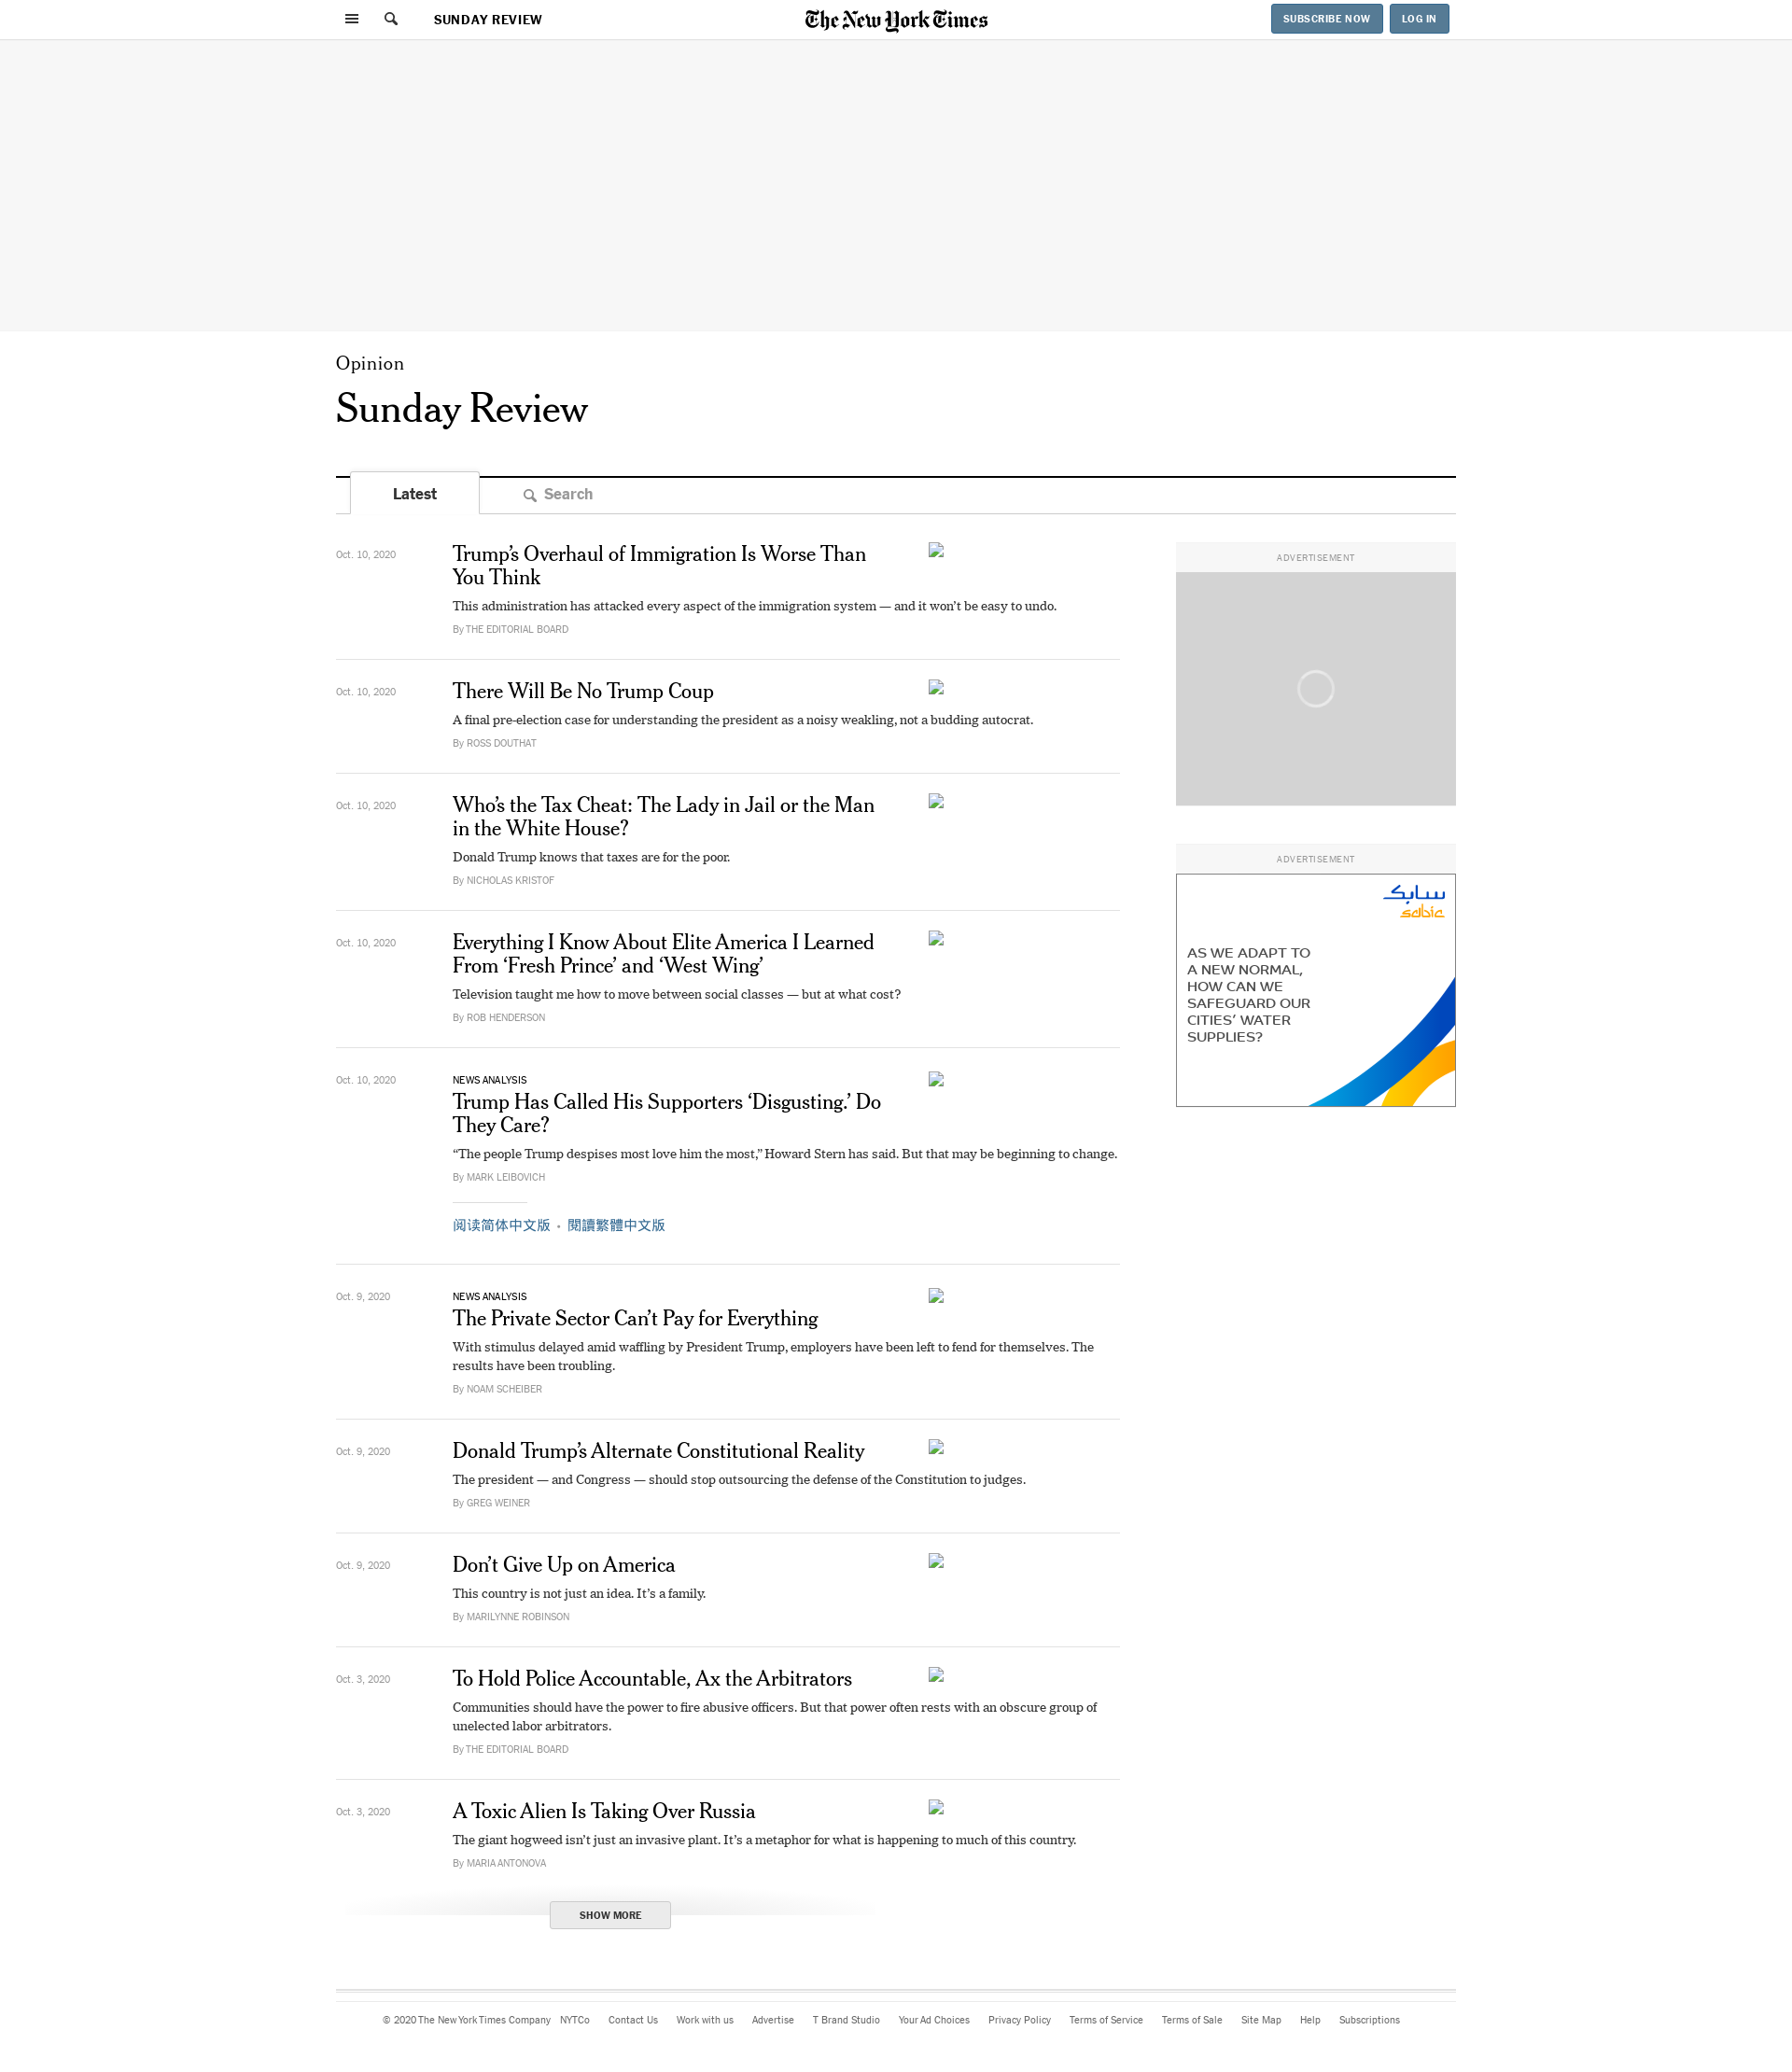 SUNDAY REVIEW
The New York Times
SUBSCRIBE NOW
LOG IN
Opinion
Sunday Review
Latest
Search
Oct. 10, 2020
Trump’s Overhaul of Immigration Is Worse Than
You Think
This administration has attacked every aspect of the immigration system — and it won’t be easy to undo.
By THE EDITORIAL BOARD
Oct. 10, 2020
There Will Be No Trump Coup
A final pre-election case for understanding the president as a noisy weakling, not a budding autocrat.
By ROSS DOUTHAT
Oct. 10, 2020
Who’s the Tax Cheat: The Lady in Jail or the Man
in the White House?
Donald Trump knows that taxes are for the poor.
By NICHOLAS KRISTOF
Oct. 10, 2020
Everything I Know About Elite America I Learned
From ‘Fresh Prince’ and ‘West Wing’
Television taught me how to move between social classes — but at what cost?
By ROB HENDERSON
Oct. 10, 2020
NEWS ANALYSIS
Trump Has Called His Supporters ‘Disgusting.’ Do
They Care?
“The people Trump despises most love him the most,” Howard Stern has said. But that may be beginning to change.
By MARK LEIBOVICH
阅读简体中文版 • 閱讀繁體中文版
Oct. 9, 2020
NEWS ANALYSIS
The Private Sector Can’t Pay for Everything
With stimulus delayed amid waffling by President Trump, employers have been left to fend for themselves. The
results have been troubling.
By NOAM SCHEIBER
Oct. 9, 2020
Donald Trump’s Alternate Constitutional Reality
The president — and Congress — should stop outsourcing the defense of the Constitution to judges.
By GREG WEINER
Oct. 9, 2020
Don’t Give Up on America
This country is not just an idea. It’s a family.
By MARILYNNE ROBINSON
Oct. 3, 2020
To Hold Police Accountable, Ax the Arbitrators
Communities should have the power to fire abusive officers. But that power often rests with an obscure group of
unelected labor arbitrators.
By THE EDITORIAL BOARD
Oct. 3, 2020
A Toxic Alien Is Taking Over Russia
The giant hogweed isn’t just an invasive plant. It’s a metaphor for what is happening to much of this country.
By MARIA ANTONOVA
SHOW MORE
ADVERTISEMENT
ADVERTISEMENT
سابك
sabic
AS WE ADAPT TO
A NEW NORMAL,
HOW CAN WE
SAFEGUARD OUR
CITIES’ WATER
SUPPLIES?
© 2020 The New York Times Company NYTCo Contact Us Work with us Advertise T Brand Studio Your Ad Choices Privacy Policy Terms of Service Terms of Sale Site Map Help Subscriptions